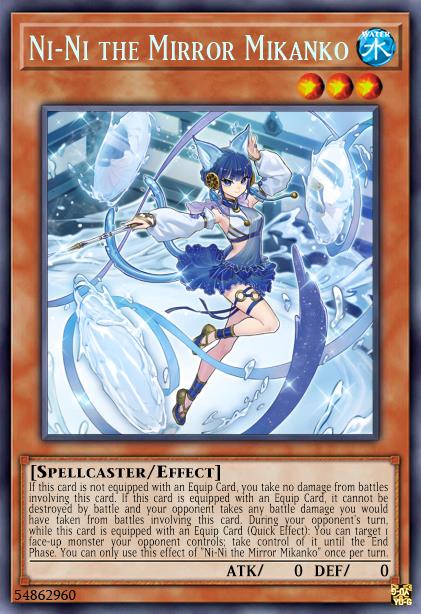 Ni-Ni the Mirror Mikanko
WATER
水
[Spellcaster/Effect]
If this card is not equipped with an Equip Card, you take no damage from battles
involving this card. If this card is equipped with an Equip Card, it cannot be
destroyed by battle and your opponent takes any battle damage you would
have taken from battles involving this card. During your opponent's turn,
while this card is equipped with an Equip Card (Quick Effect): You can target 1
face-up monster your opponent controls; take control of it until the End
Phase. You can only use this effect of "Ni-Ni the Mirror Mikanko" once per turn.
ATK/ 0 DEF/ 0
54862960